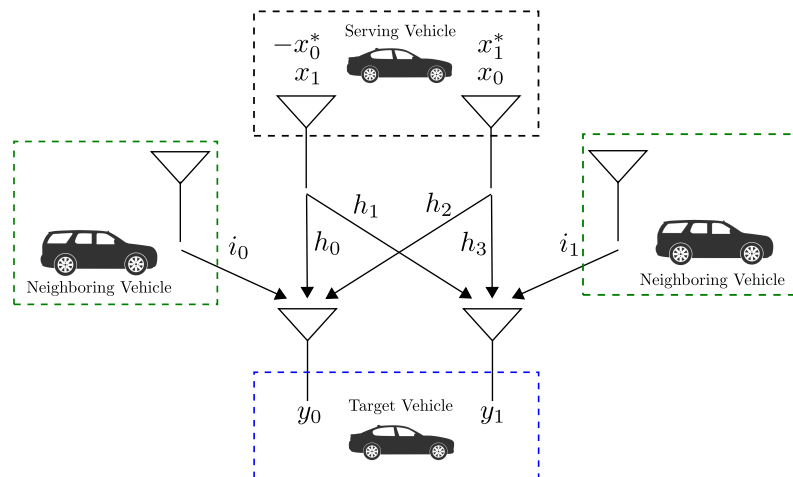 Serving Vehicle
$-x_0^*$ $x_1^*$
$x_1$ $x_0$
$h_1$ $h_2$
$i_0$ $h_0$ $h_3$ $i_1$
Neighboring Vehicle
Neighboring Vehicle
$y_0$ Target Vehicle $y_1$